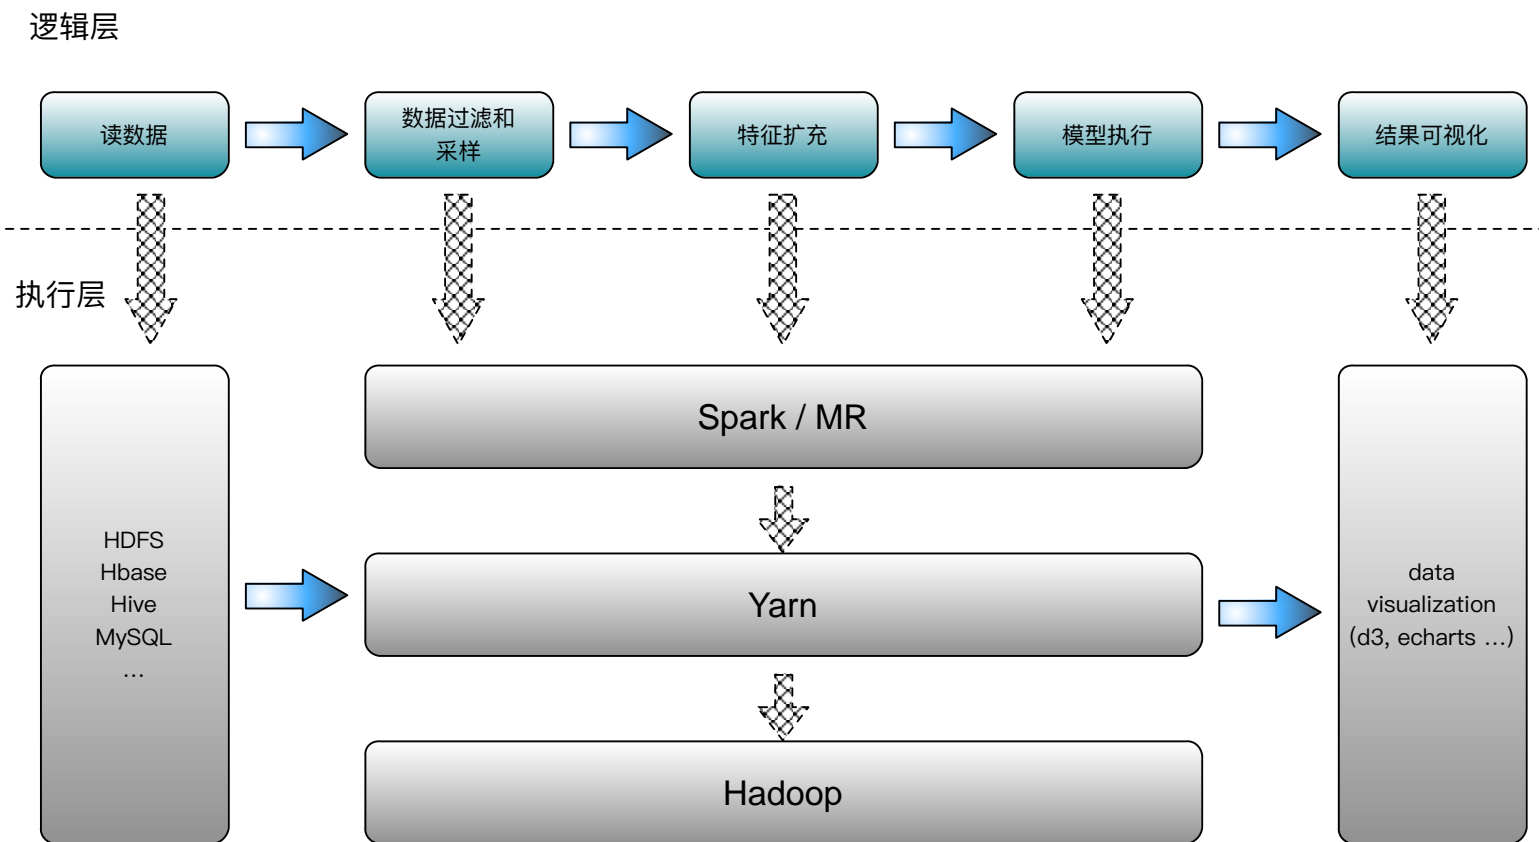 逻辑层
读数据
数据过滤和
采样
特征扩充
模型执行
结果可视化
执行层
HDFS
Hbase
Hive
MySQL
...
Spark / MR
Yarn
Hadoop
data
visualization
(d3, echarts ...)